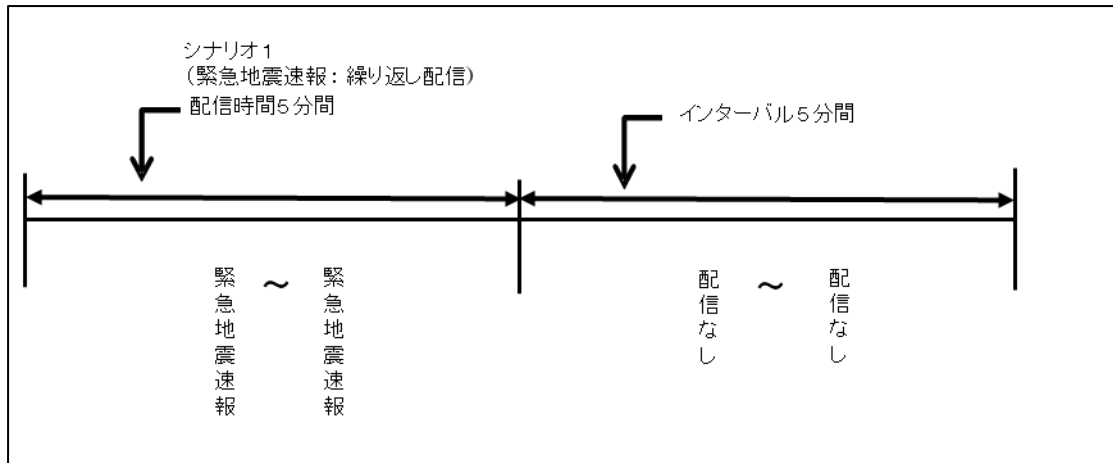 シナリオ1
（緊急地震速報：繰り返し配信）
配信時間5分間
インターバル5分間
緊急地震速報
～
緊急地震速報
配信なし
～
配信なし